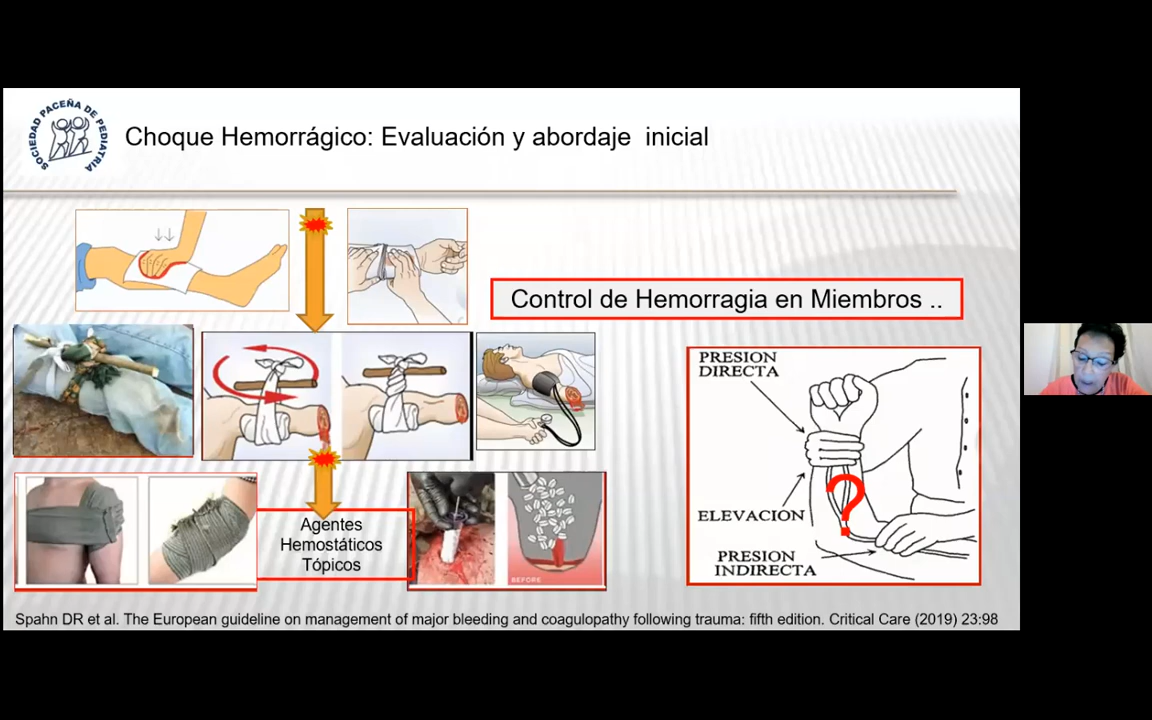 SOCIEDAD PACEÑA DE PEDIATRIA
Choque Hemorrágico: Evaluación y abordaje inicial
Control de Hemorragia en Miembros ..
PRESION
DIRECTA
ELEVACION
?
PRESION
INDIRECTA
Agentes
Hemostáticos
Tópicos
BEFORE
Spahn DR et al. The European guideline on management of major bleeding and coagulopathy following trauma: fifth edition. Critical Care (2019) 23:98